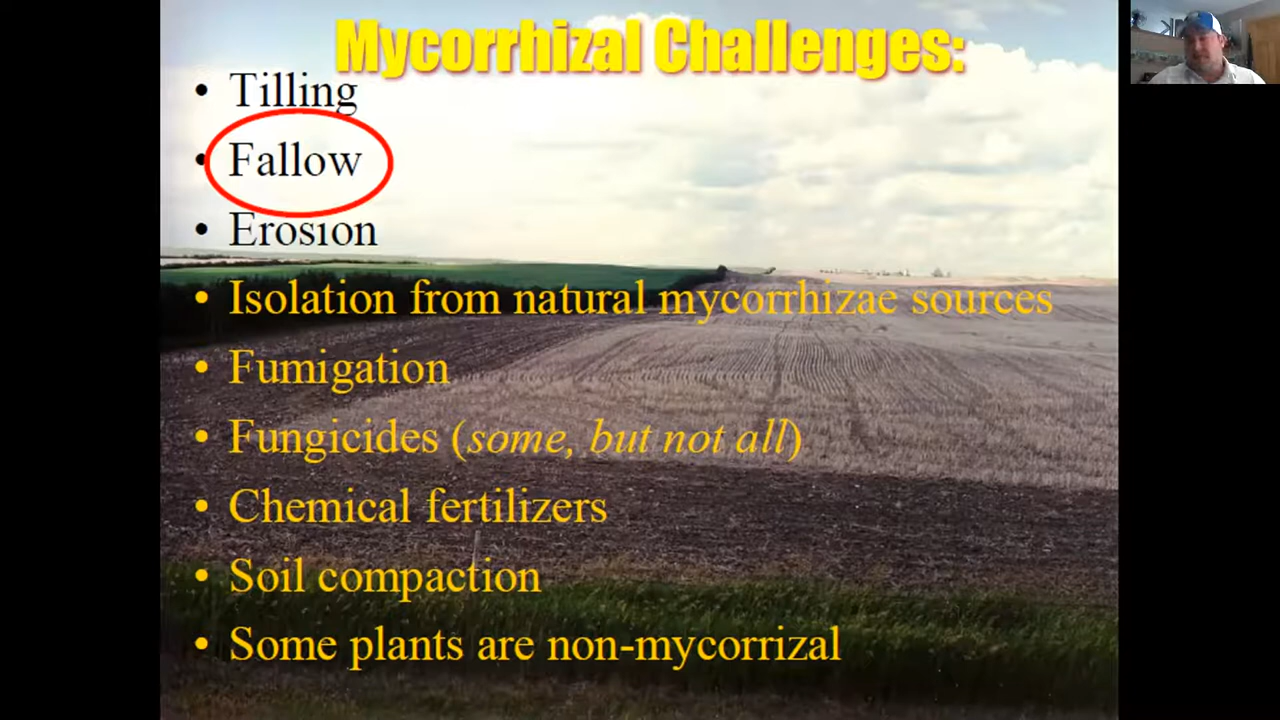 Mycorrhizal Challenges:
• Tilling
• Fallow
• Erosion
• Isolation from natural mycorrhizae sources
• Fumigation
• Fungicides (some, but not all)
• Chemical fertilizers
• Soil compaction
• Some plants are non-mycorrizal